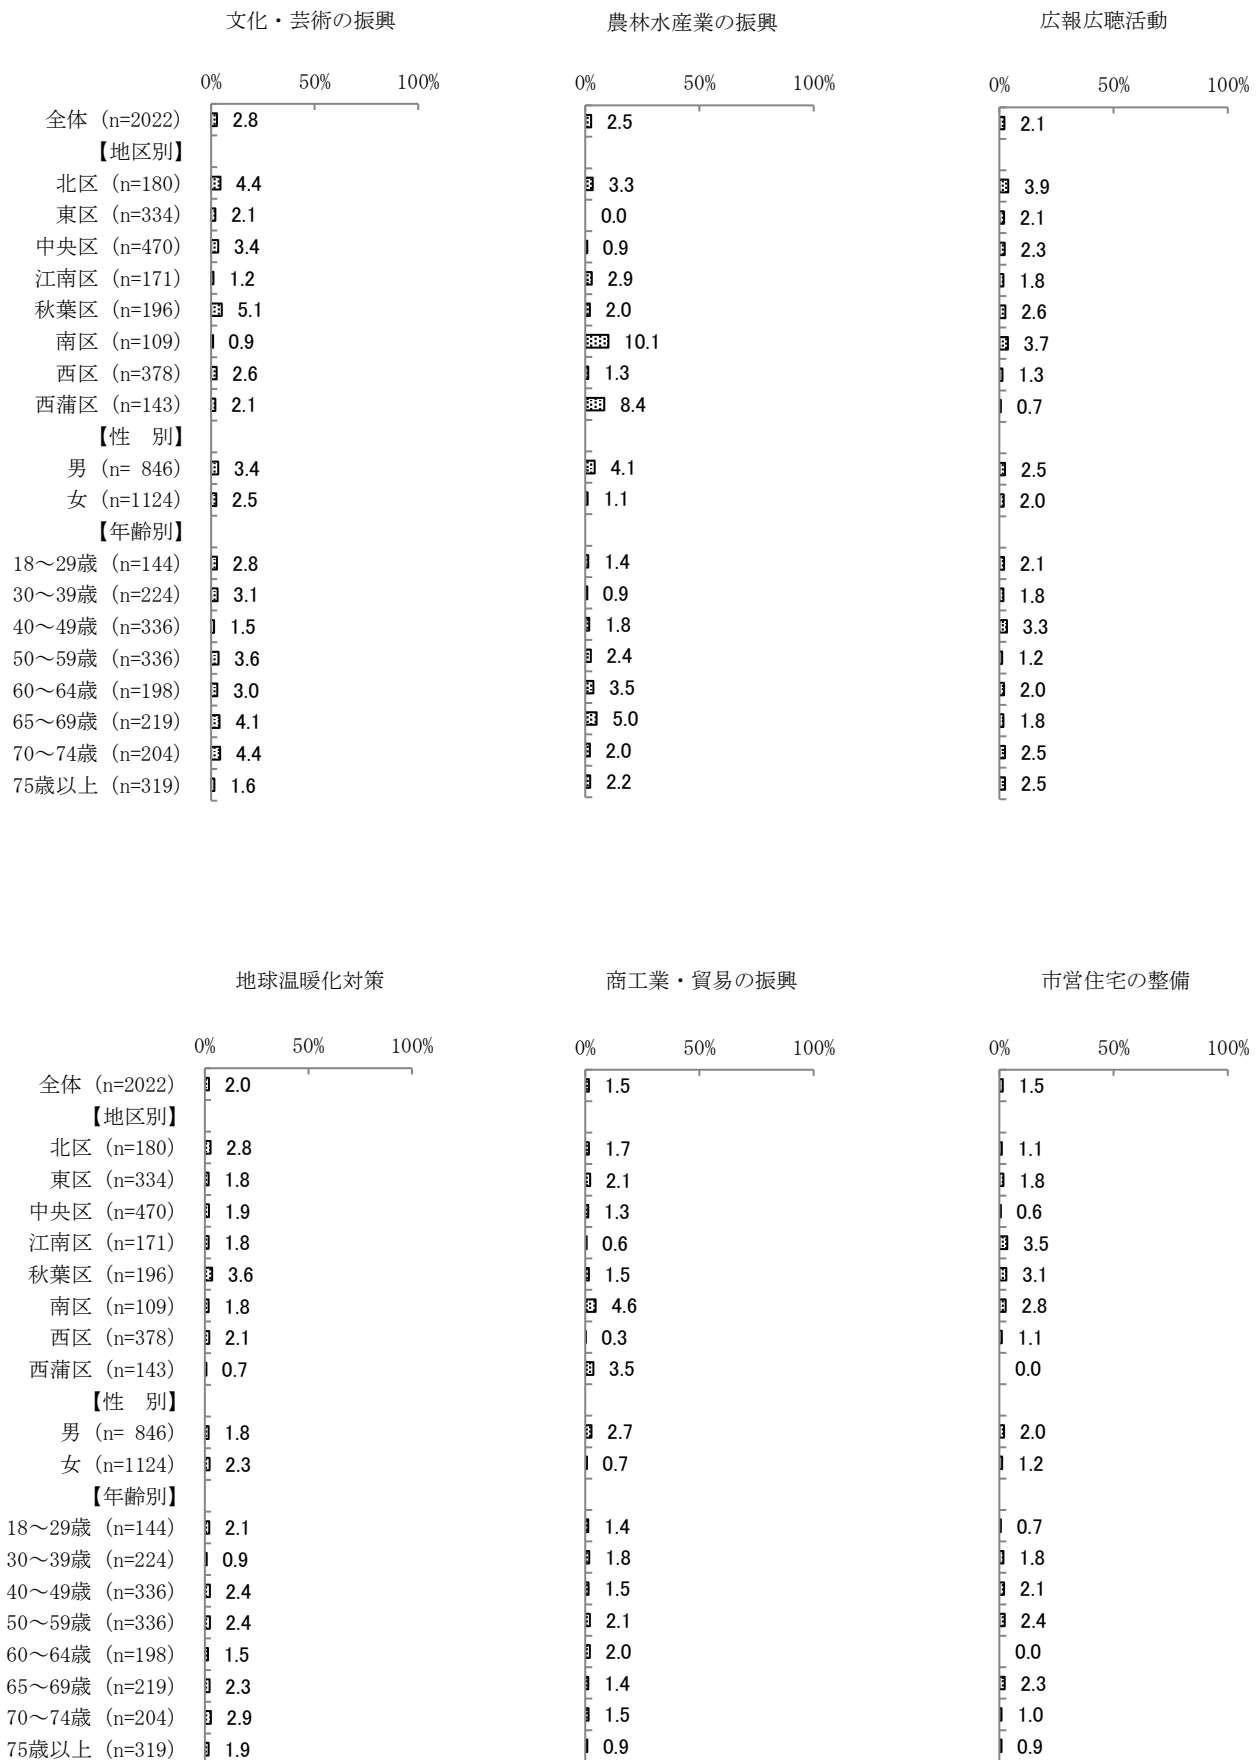 文化・芸術の振興 農林水産業の振興 広報広聴活動
0% 50% 100% 0% 50% 100% 0% 50% 100%
全体 (n=2022) 2.8 2.5 2.1
【地区別】
北区 (n=180) 4.4 3.3 3.9
東区 (n=334) 2.1 0.0 2.1
中央区 (n=470) 3.4 0.9 2.3
江南区 (n=171) 1.2 2.9 1.8
秋葉区 (n=196) 5.1 2.0 2.6
南区 (n=109) 0.9 10.1 3.7
西区 (n=378) 2.6 1.3 1.3
西蒲区 (n=143) 2.1 8.4 0.7
【性　別】
男 (n= 846) 3.4 4.1 2.5
女 (n=1124) 2.5 1.1 2.0
【年齢別】
18～29歳 (n=144) 2.8 1.4 2.1
30～39歳 (n=224) 3.1 0.9 1.8
40～49歳 (n=336) 1.5 1.8 3.3
50～59歳 (n=336) 3.6 2.4 1.2
60～64歳 (n=198) 3.0 3.5 2.0
65～69歳 (n=219) 4.1 5.0 1.8
70～74歳 (n=204) 4.4 2.0 2.5
75歳以上 (n=319) 1.6 2.2 2.5
地球温暖化対策 商工業・貿易の振興 市営住宅の整備
0% 50% 100% 0% 50% 100% 0% 50% 100%
全体 (n=2022) 2.0 1.5 1.5
【地区別】
北区 (n=180) 2.8 1.7 1.1
東区 (n=334) 1.8 2.1 1.8
中央区 (n=470) 1.9 1.3 0.6
江南区 (n=171) 1.8 0.6 3.5
秋葉区 (n=196) 3.6 1.5 3.1
南区 (n=109) 1.8 4.6 2.8
西区 (n=378) 2.1 0.3 1.1
西蒲区 (n=143) 0.7 3.5 0.0
【性　別】
男 (n= 846) 1.8 2.7 2.0
女 (n=1124) 2.3 0.7 1.2
【年齢別】
18～29歳 (n=144) 2.1 1.4 0.7
30～39歳 (n=224) 0.9 1.8 1.8
40～49歳 (n=336) 2.4 1.5 2.1
50～59歳 (n=336) 2.4 2.1 2.4
60～64歳 (n=198) 1.5 2.0 0.0
65～69歳 (n=219) 2.3 1.4 2.3
70～74歳 (n=204) 2.9 1.5 1.0
75歳以上 (n=319) 1.9 0.9 0.9